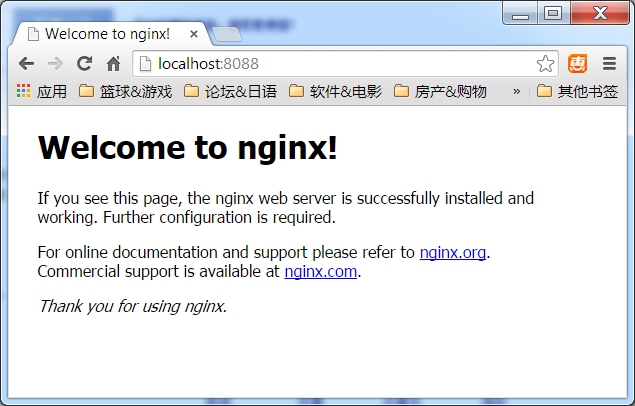 Welcome to nginx!
localhost:8088
惠
应用 篮球&游戏 论坛&日语 软件&电影 房产&购物 » 其他书签
Welcome to nginx!
If you see this page, the nginx web server is successfully installed and
working. Further configuration is required.
For online documentation and support please refer to nginx.org.
Commercial support is available at nginx.com.
Thank you for using nginx.